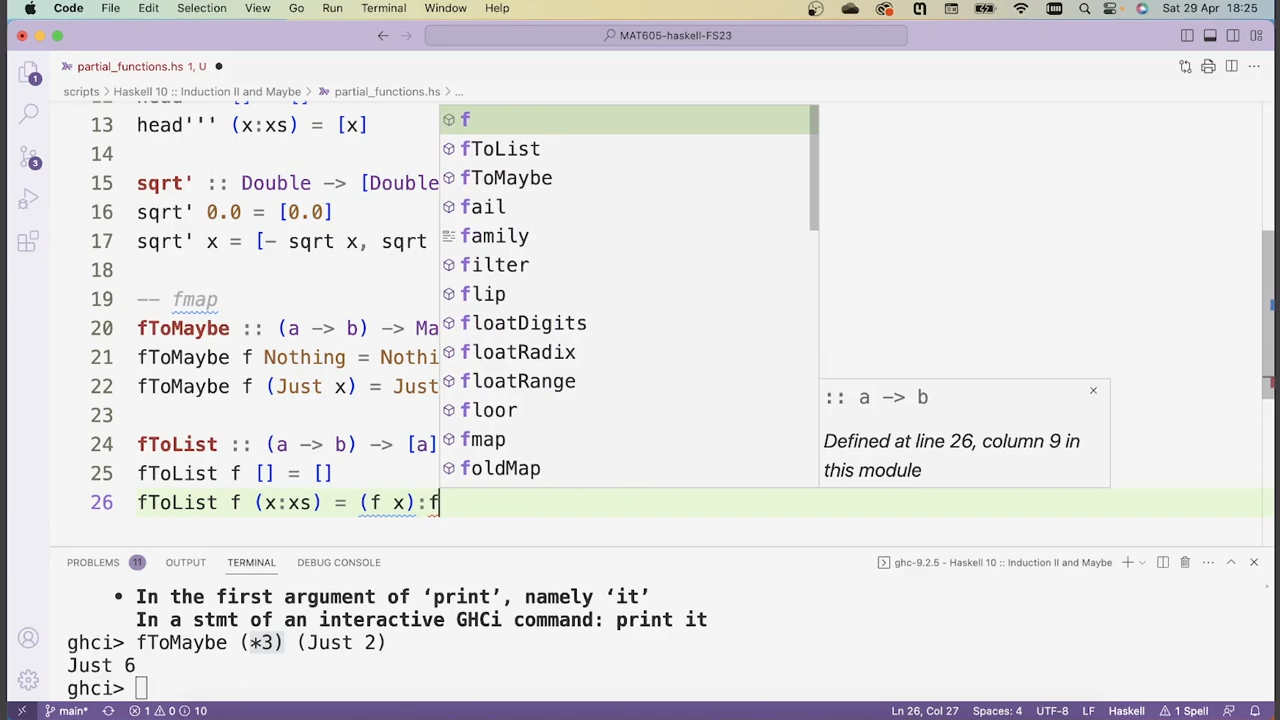 Code File Edit Selection View Go Run Terminal Window Help Sat 29 Apr 18:25
MAT605-haskell-FS23
partial_functions.hs 1, U
scripts > Haskell 10 :: Induction II and Maybe > partial_functions.hs > ...
13 head''' (x:xs) = [x]
14
15 sqrt' :: Double -> [Double
16 sqrt' 0.0 = [0.0]
17 sqrt' x = [- sqrt x, sqrt
18
19 -- fmap
20 fToMaybe :: (a -> b) -> Ma
21 fToMaybe f Nothing = Nothi
22 fToMaybe f (Just x) = Just
23
24 fToList :: (a -> b) -> [a]
25 fToList f [] = []
26 fToList f (x:xs) = (f x):f
f
fToList
fToMaybe
fail
family
filter
flip
floatDigits
floatRadix
floatRange
floor
fmap
foldMap
:: a -> b
Defined at line 26, column 9 in
this module
1
3
PROBLEMS 11 OUTPUT TERMINAL DEBUG CONSOLE ghc-9.2.5 - Haskell 10 :: Induction II and Maybe
• In the first argument of ‘print’, namely ‘it’
In a stmt of an interactive GHCi command: print it
ghci> fToMaybe (*3) (Just 2)
Just 6
ghci>
main* 1 0 10 Ln 26, Col 27 Spaces: 4 UTF-8 LF Haskell 1 Spell